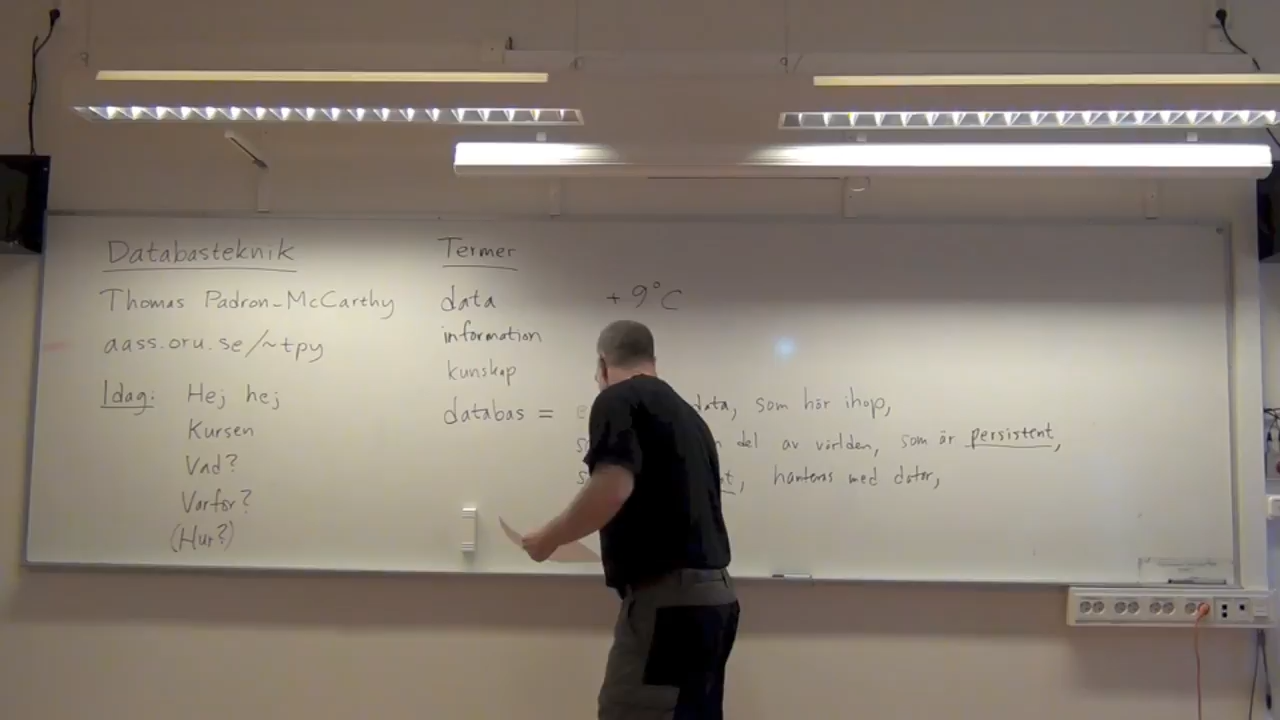 Databasteknik
Thomas Padron-McCarthy
aass.oru.se/~tpy
Idag: Hej hej
Kursen
Vad?
Varför?
(Hur?)
Termer
data +9°C
information
kunskap
databas = data, som hör ihop,
del av världen, som är persistent,
hanteras med dator,